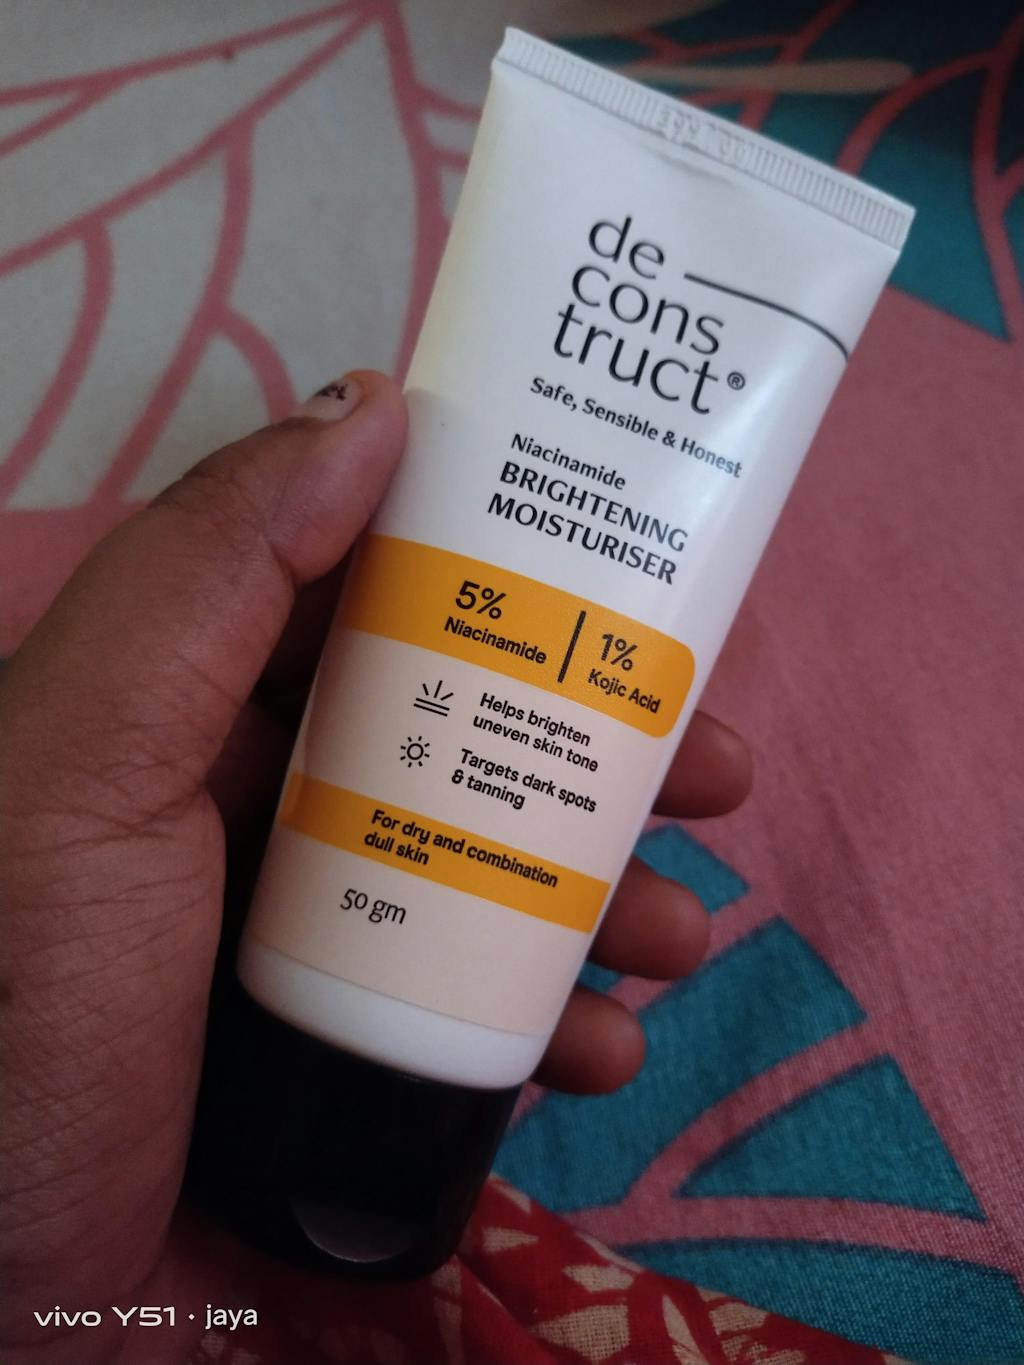 de
cons
truct®
Safe, Sensible & Honest
Niacinamide
BRIGHTENING
MOISTURISER
5%
Niacinamide
1%
Kojic Acid
Helps brighten
uneven skin tone
Targets dark spots
& tanning
For dry and combination
dull skin
50 gm
vivo Y51 · jaya